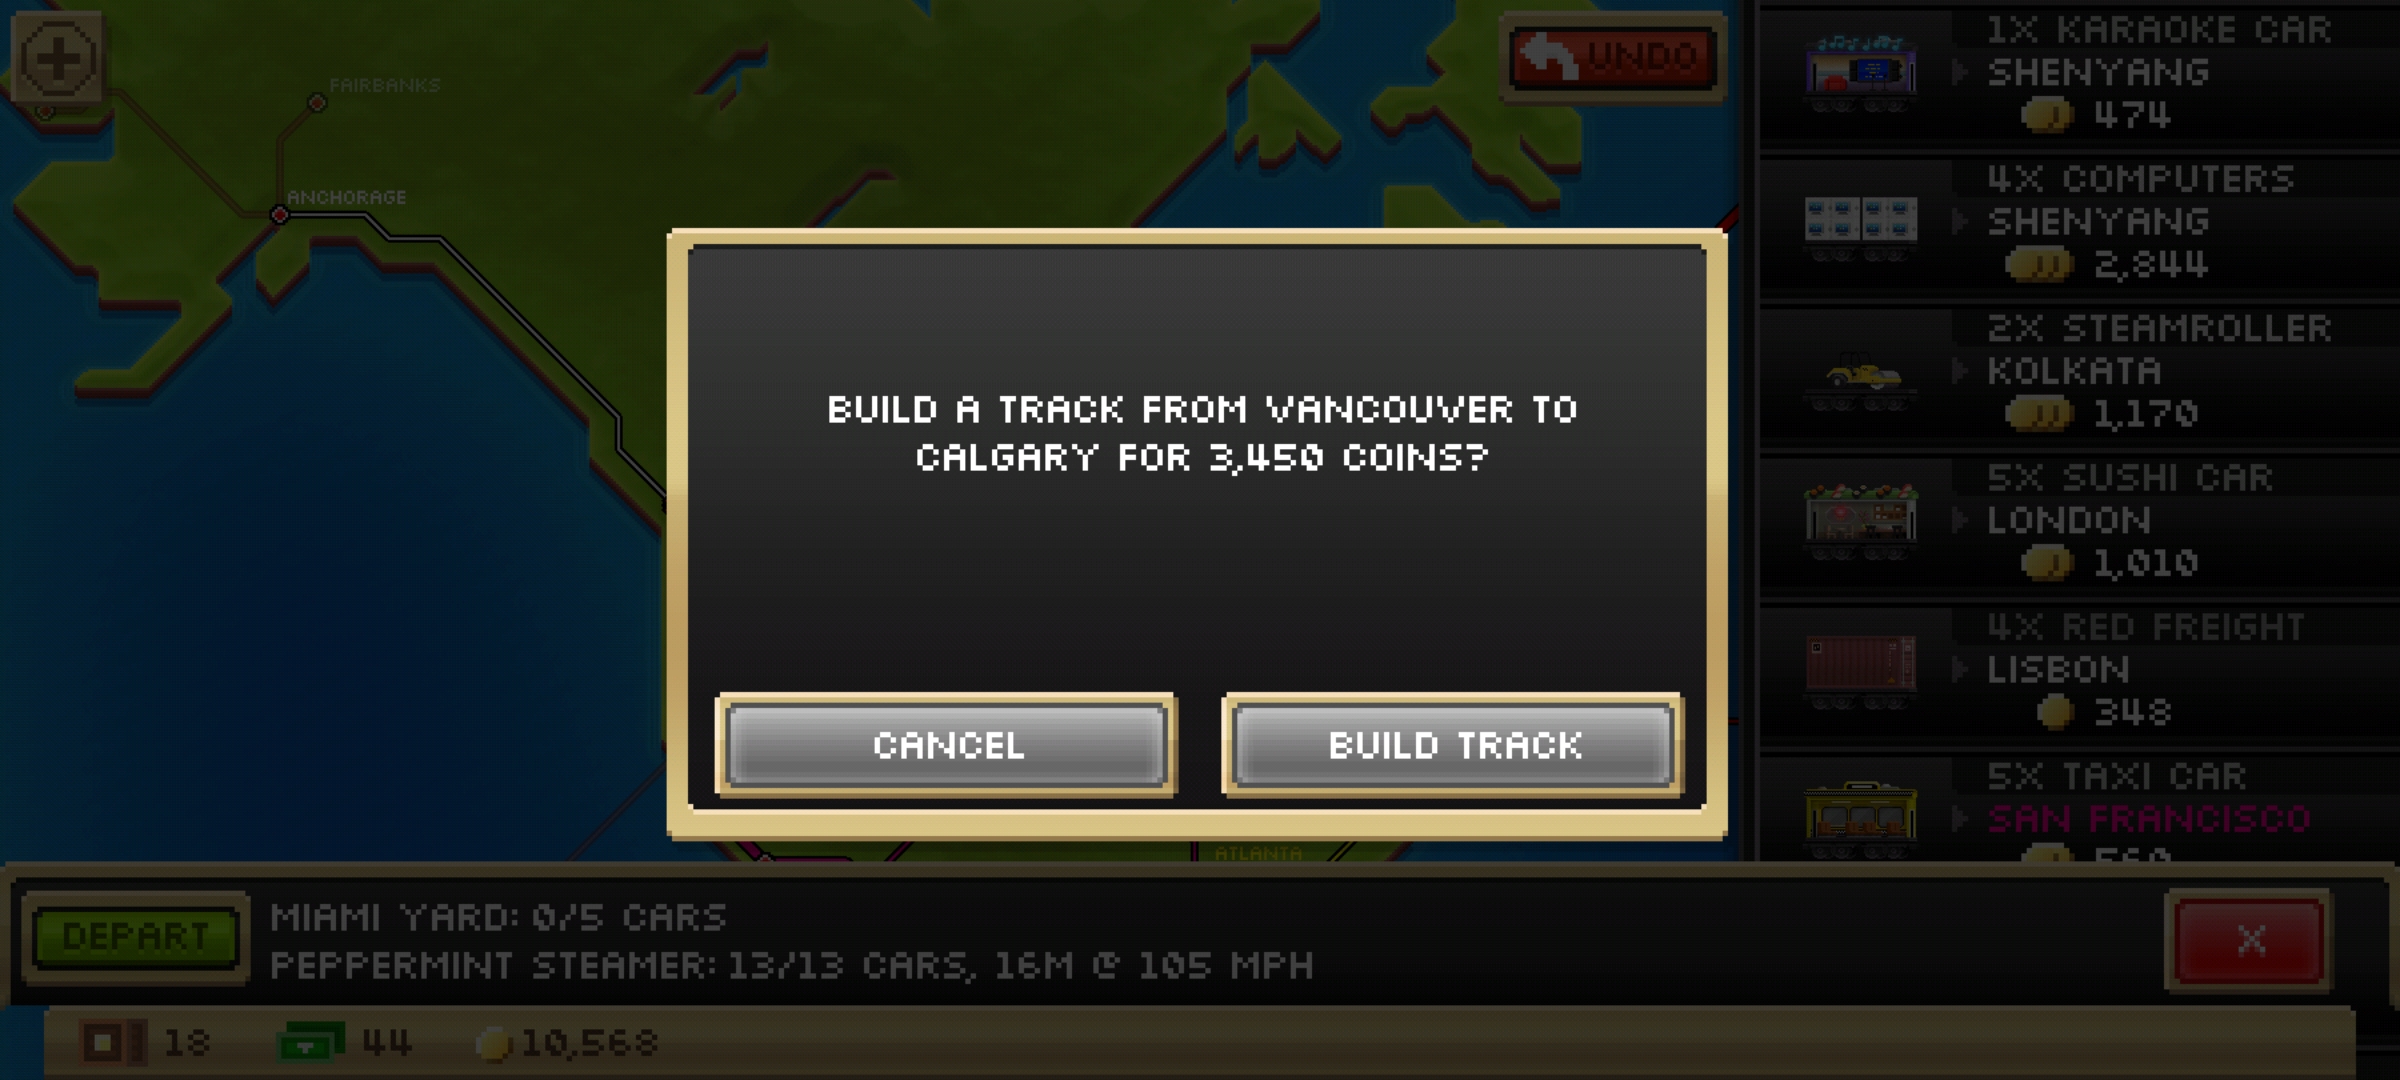 FAIRBANKS
ANCHORAGE
UNDO
BUILD A TRACK FROM VANCOUVER TO
CALGARY FOR 3,450 COINS?
CANCEL
BUILD TRACK
ATLANTA
1X KARAOKE CAR
SHENYANG
474
4X COMPUTERS
SHENYANG
2,844
2X STEAMROLLER
KOLKATA
1,170
5X SUSHI CAR
LONDON
1,010
4X RED FREIGHT
LISBON
348
5X TAXI CAR
SAN FRANCISCO
560
DEPART
MIAMI YARD: 0/5 CARS
PEPPERMINT STEAMER: 13/13 CARS, 16M @ 105 MPH
X
18
44
10,568